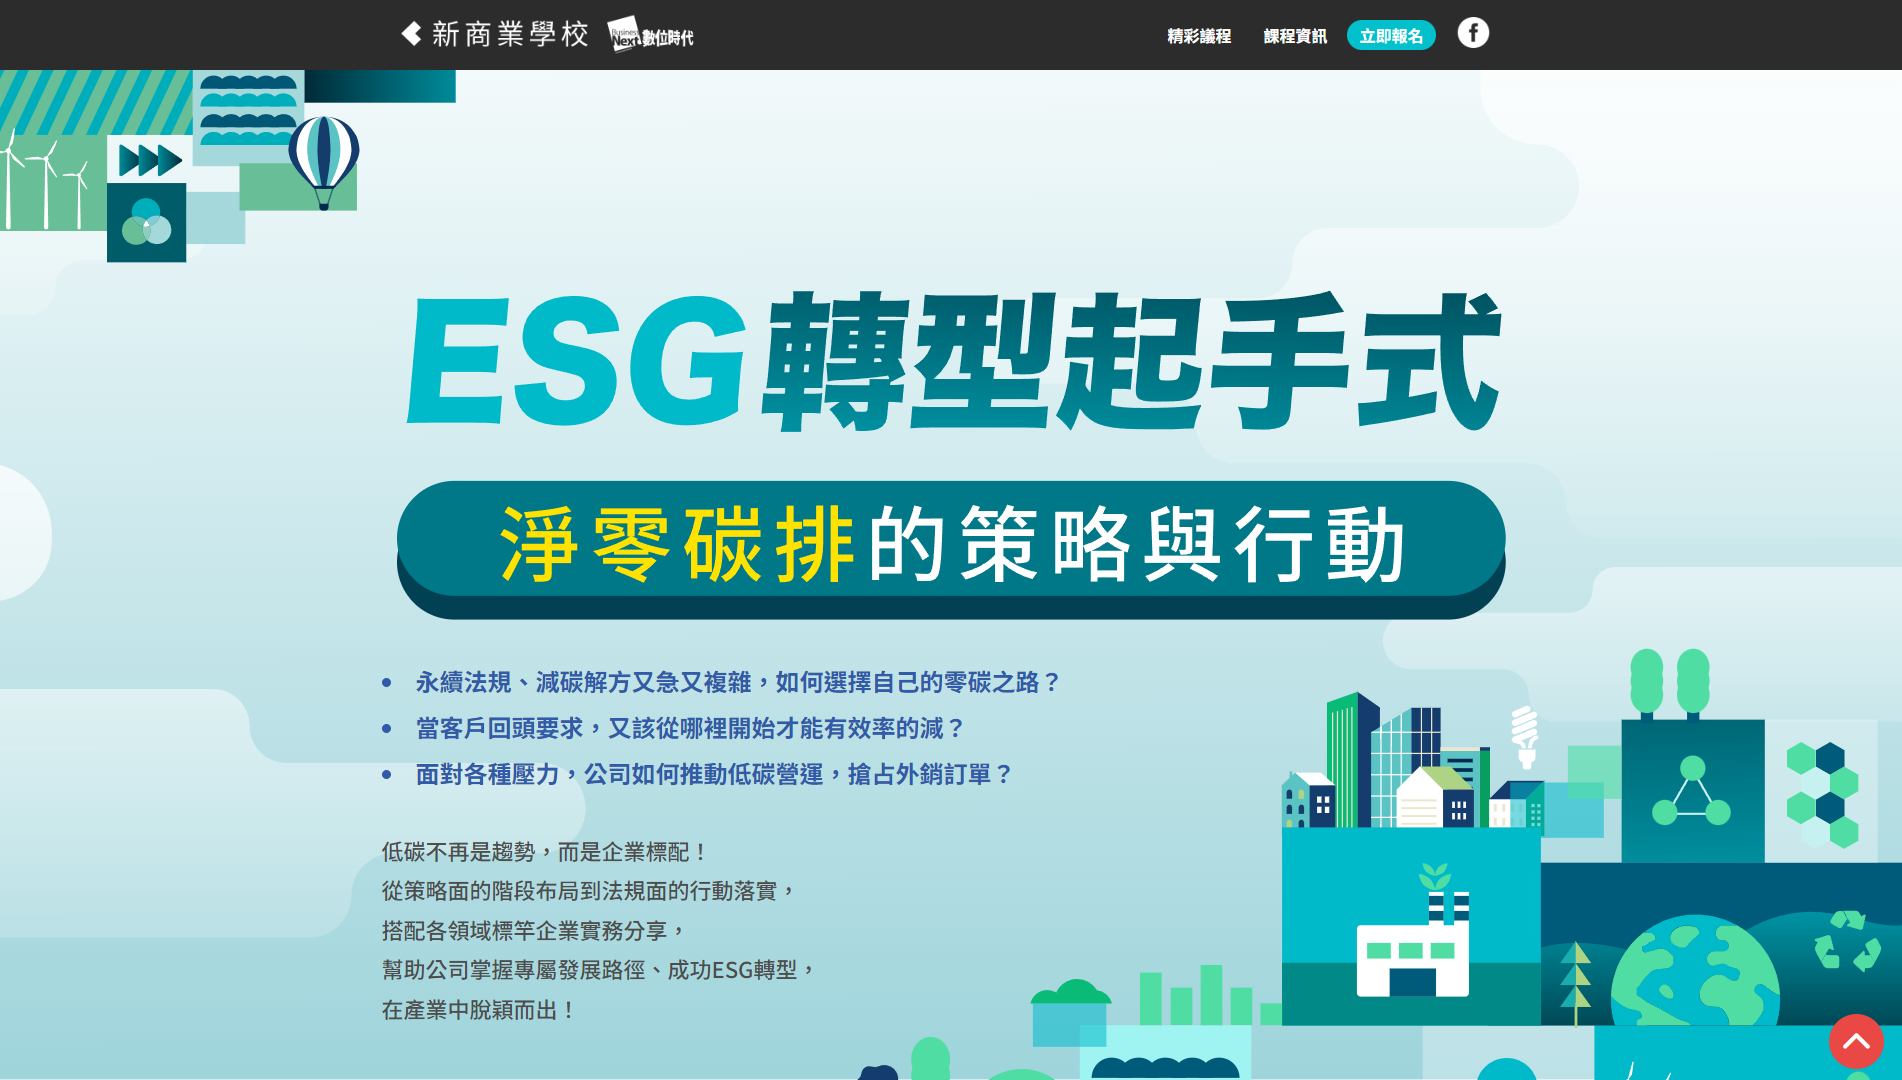 新商業學校
Business Next 數位時代
精彩議程
課程資訊
立即報名
ESG轉型起手式
淨零碳排的策略與行動
• 永續法規、減碳解方又急又複雜，如何選擇自己的零碳之路？
• 當客戶回頭要求，又該從哪裡開始才能有效率的減？
• 面對各種壓力，公司如何推動低碳營運，搶占外銷訂單？
低碳不再是趨勢，而是企業標配！
從策略面的階段布局到法規面的行動落實，
搭配各領域標竿企業實務分享，
幫助公司掌握專屬發展路徑、成功ESG轉型，
在產業中脫穎而出！